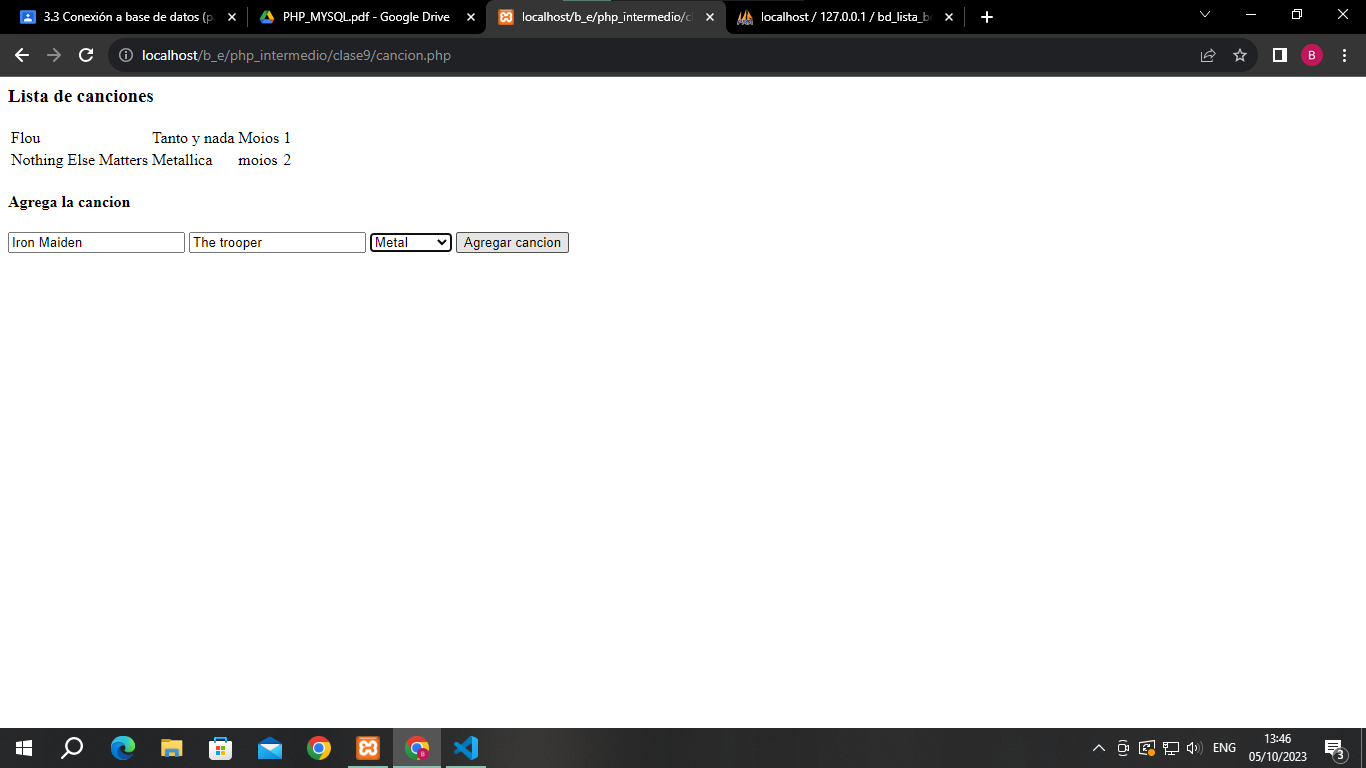 3.3 Conexión a base de datos (p
PHP_MYSQL.pdf - Google Drive
localhost/b_e/php_intermedio/cl
localhost / 127.0.0.1 / bd_lista_b
localhost/b_e/php_intermedio/clase9/cancion.php
B
Lista de canciones
Flou Tanto y nada Moios 1
Nothing Else Matters Metallica moios 2
Agrega la cancion
Iron Maiden The trooper Metal Agregar cancion
ENG
13:46
05/10/2023
3